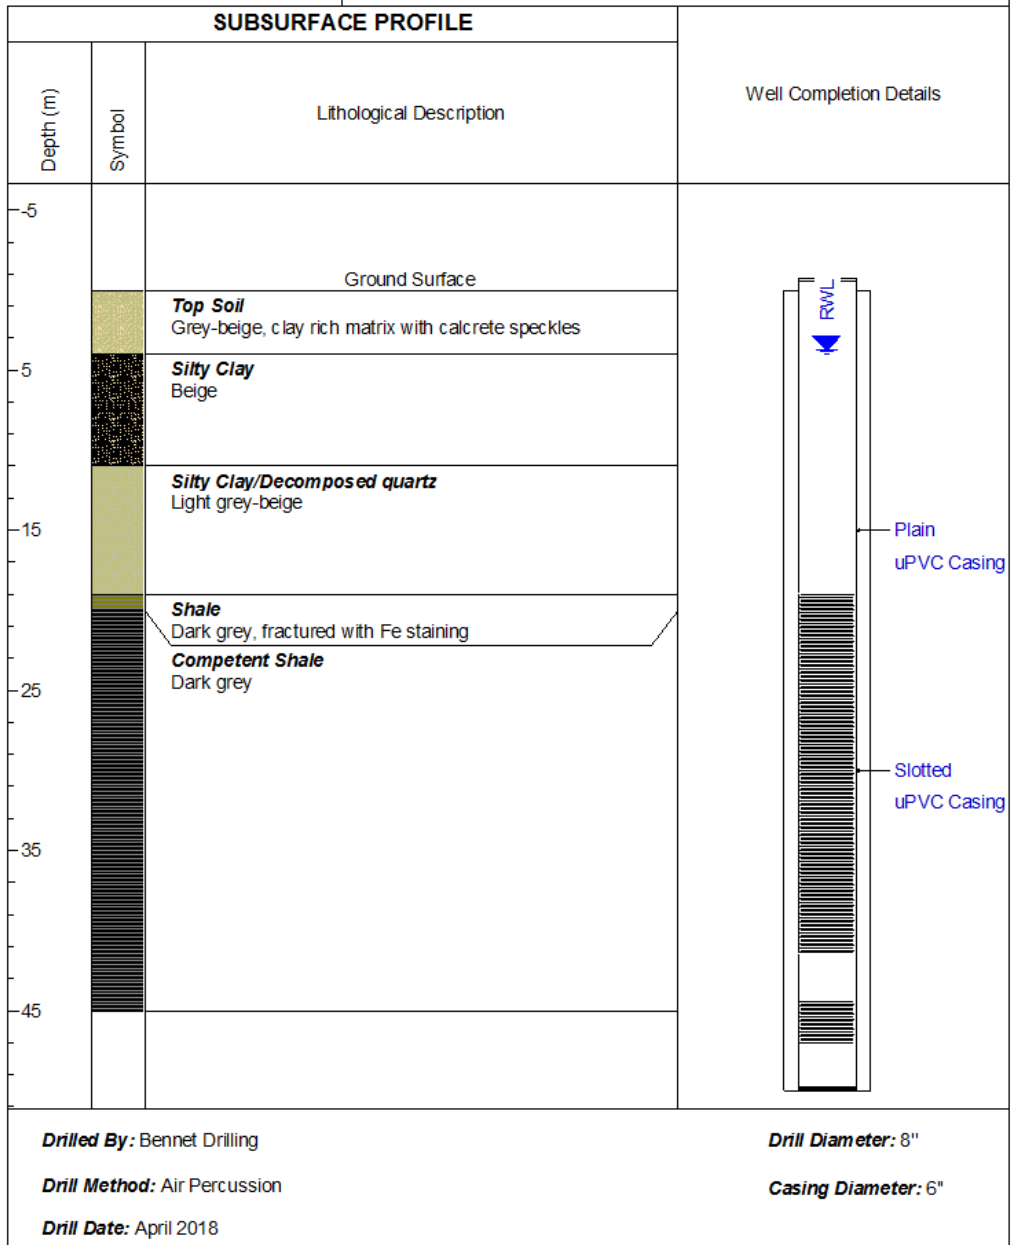 SUBSURFACE PROFILE
Depth (m)
Symbol
Lithological Description
Well Completion Details
-5
Ground Surface
RWL
Top Soil
Grey-beige, clay rich matrix with calcrete speckles
5
Silty Clay
Beige
Silty Clay/Decomposed quartz
Light grey-beige
15
Plain
uPVC Casing
Shale
Dark grey, fractured with Fe staining
Competent Shale
Dark grey
25
Slotted
uPVC Casing
35
45
Drilled By: Bennet Drilling
Drill Diameter: 8"
Drill Method: Air Percussion
Casing Diameter: 6"
Drill Date: April 2018